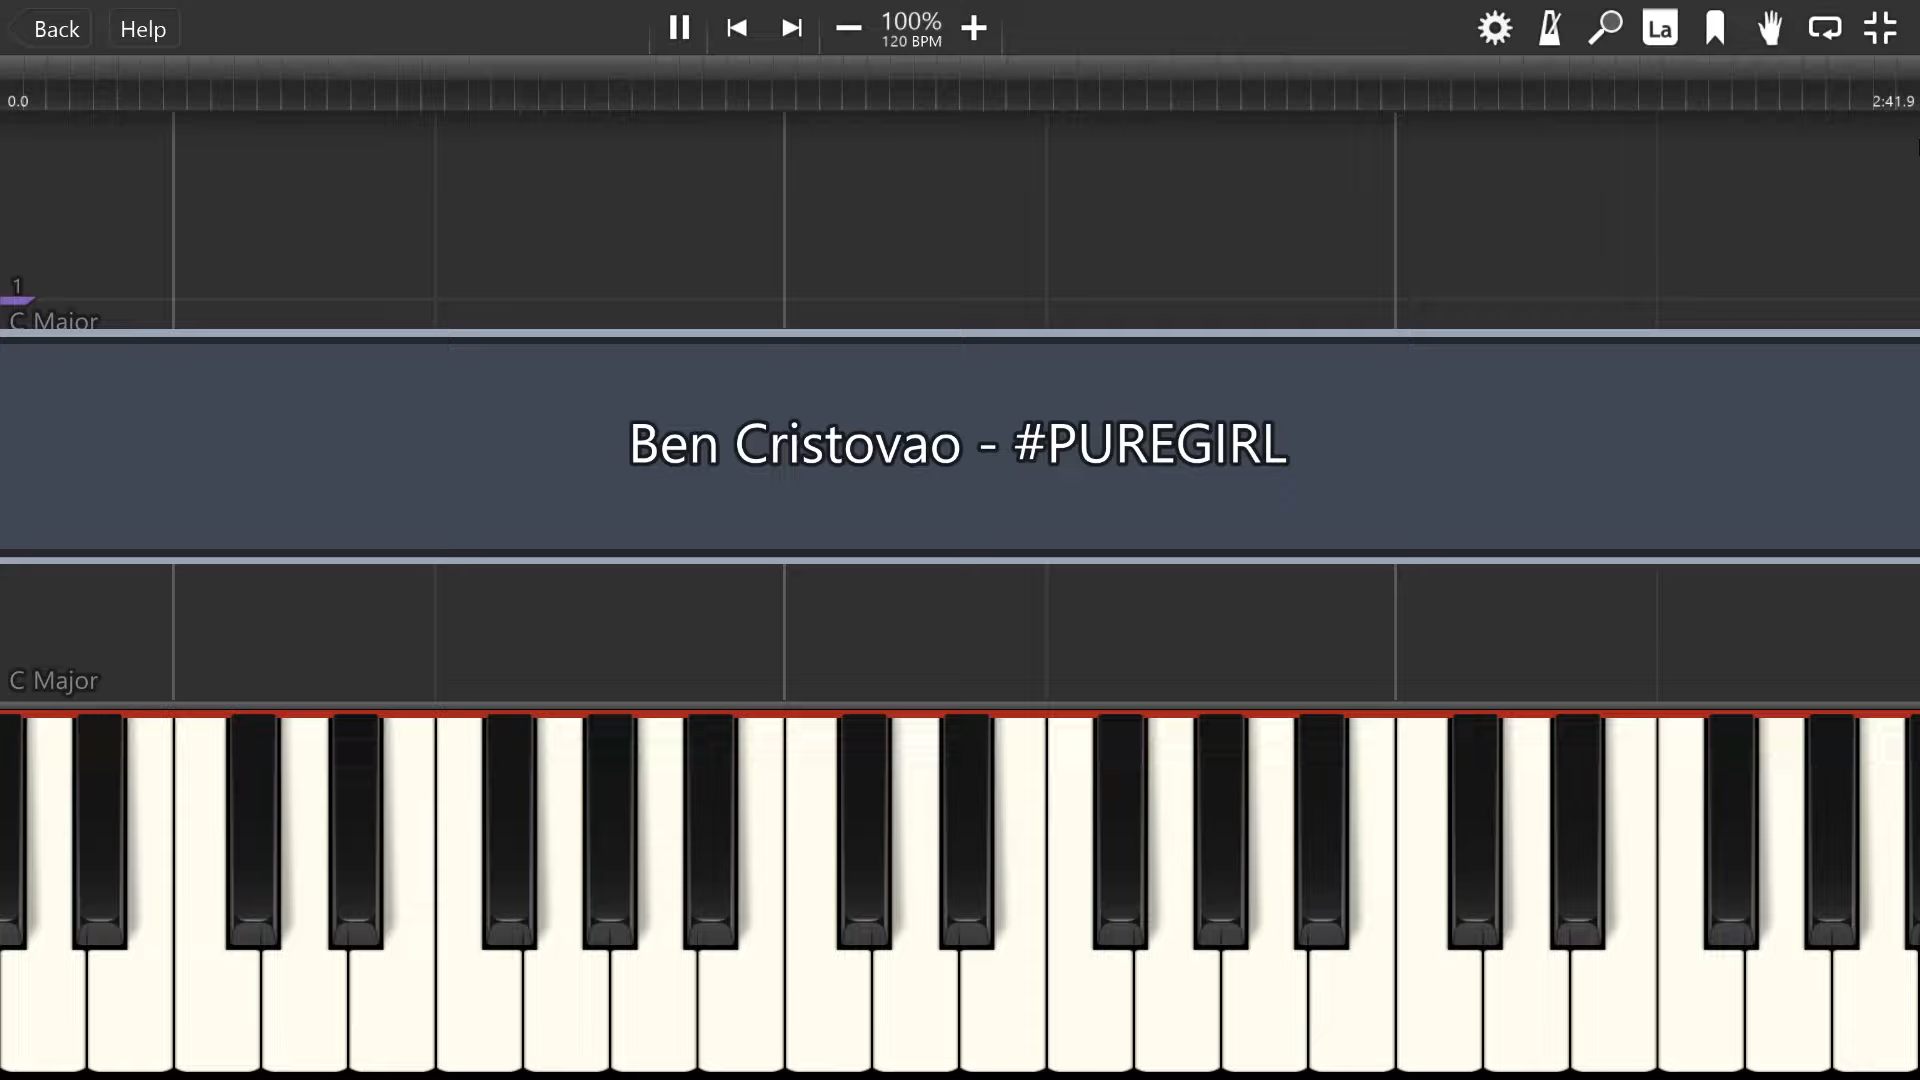 Back
Help
100%
120 BPM
La
0.0
2:41.9
1
C Major
Ben Cristovao - #PUREGIRL
C Major